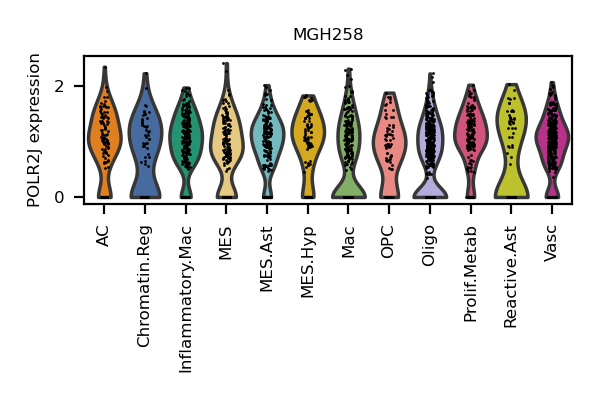 MGH258
POLR2J expression
2
0
AC
Chromatin.Reg
Inflammatory.Mac
MES
MES.Ast
MES.Hyp
Mac
OPC
Oligo
Prolif.Metab
Reactive.Ast
Vasc